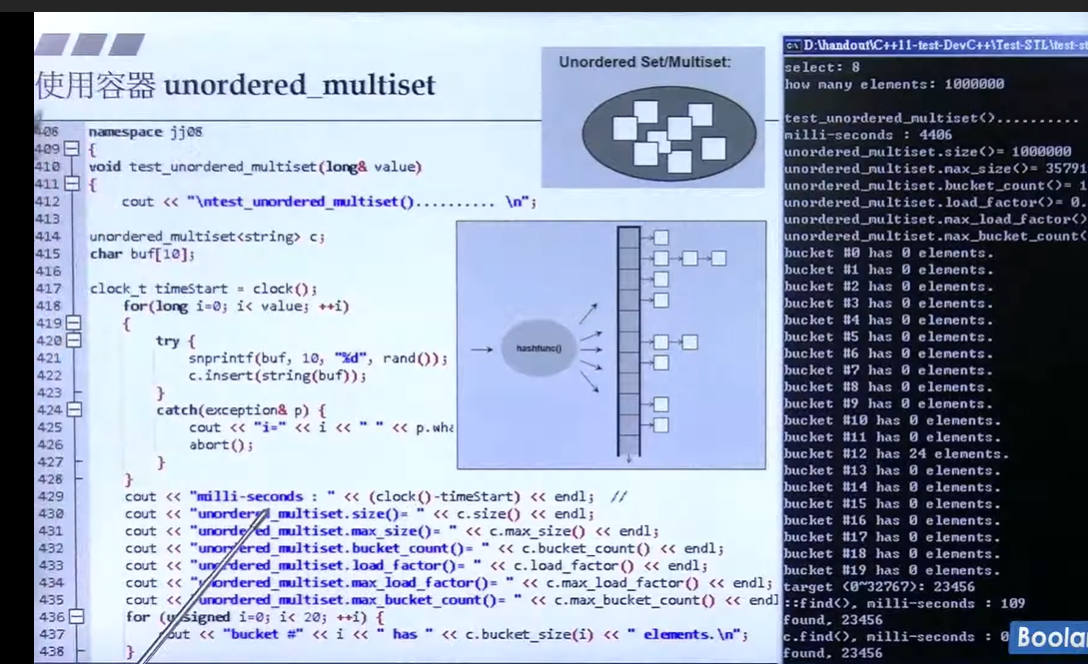 使用容器 unordered_multiset
408 namespace jj08
409 {
410 void test_unordered_multiset(long& value)
411 {
412 cout << "\ntest_unordered_multiset().......... \n";
413
414 unordered_multiset<string> c;
415 char buf[10];
416
417 clock_t timeStart = clock();
418 for(long i=0; i< value; ++i)
419 {
420 try {
421 snprintf(buf, 10, "%d", rand());
422 c.insert(string(buf));
423 }
424 catch(exception& p) {
425 cout << "i=" << i << " " << p.wha
426 abort();
427 }
428 }
429 cout << "milli-seconds : " << (clock()-timeStart) << endl; //
430 cout << "unordered_multiset.size()= " << c.size() << endl;
431 cout << "unordered_multiset.max_size()= " << c.max_size() << endl;
432 cout << "unordered_multiset.bucket_count()= " << c.bucket_count() << endl;
433 cout << "unordered_multiset.load_factor()= " << c.load_factor() << endl;
434 cout << "unordered_multiset.max_load_factor()= " << c.max_load_factor() << endl;
435 cout << "unordered_multiset.max_bucket_count()= " << c.max_bucket_count() << endl
436 for (unsigned i=0; i< 20; ++i) {
437 cout << "bucket #" << i << " has " << c.bucket_size(i) << " elements.\n";
438 }
Unordered Set/Multiset:
hashfunc()
D:\handout\C++11-test-DevC++\Test-STL\test-st
select: 8
how many elements: 1000000
test_unordered_multiset()..........
milli-seconds : 4406
unordered_multiset.size()= 1000000
unordered_multiset.max_size()= 35791
unordered_multiset.bucket_count()= 1
unordered_multiset.load_factor()= 0.
unordered_multiset.max_load_factor()
unordered_multiset.max_bucket_count(
bucket #0 has 0 elements.
bucket #1 has 0 elements.
bucket #2 has 0 elements.
bucket #3 has 0 elements.
bucket #4 has 0 elements.
bucket #5 has 0 elements.
bucket #6 has 0 elements.
bucket #7 has 0 elements.
bucket #8 has 0 elements.
bucket #9 has 0 elements.
bucket #10 has 0 elements.
bucket #11 has 0 elements.
bucket #12 has 24 elements.
bucket #13 has 0 elements.
bucket #14 has 0 elements.
bucket #15 has 0 elements.
bucket #16 has 0 elements.
bucket #17 has 0 elements.
bucket #18 has 0 elements.
bucket #19 has 0 elements.
target (0~32767): 23456
::find(), milli-seconds : 109
found, 23456
c.find(), milli-seconds : 0
found, 23456
Boolan